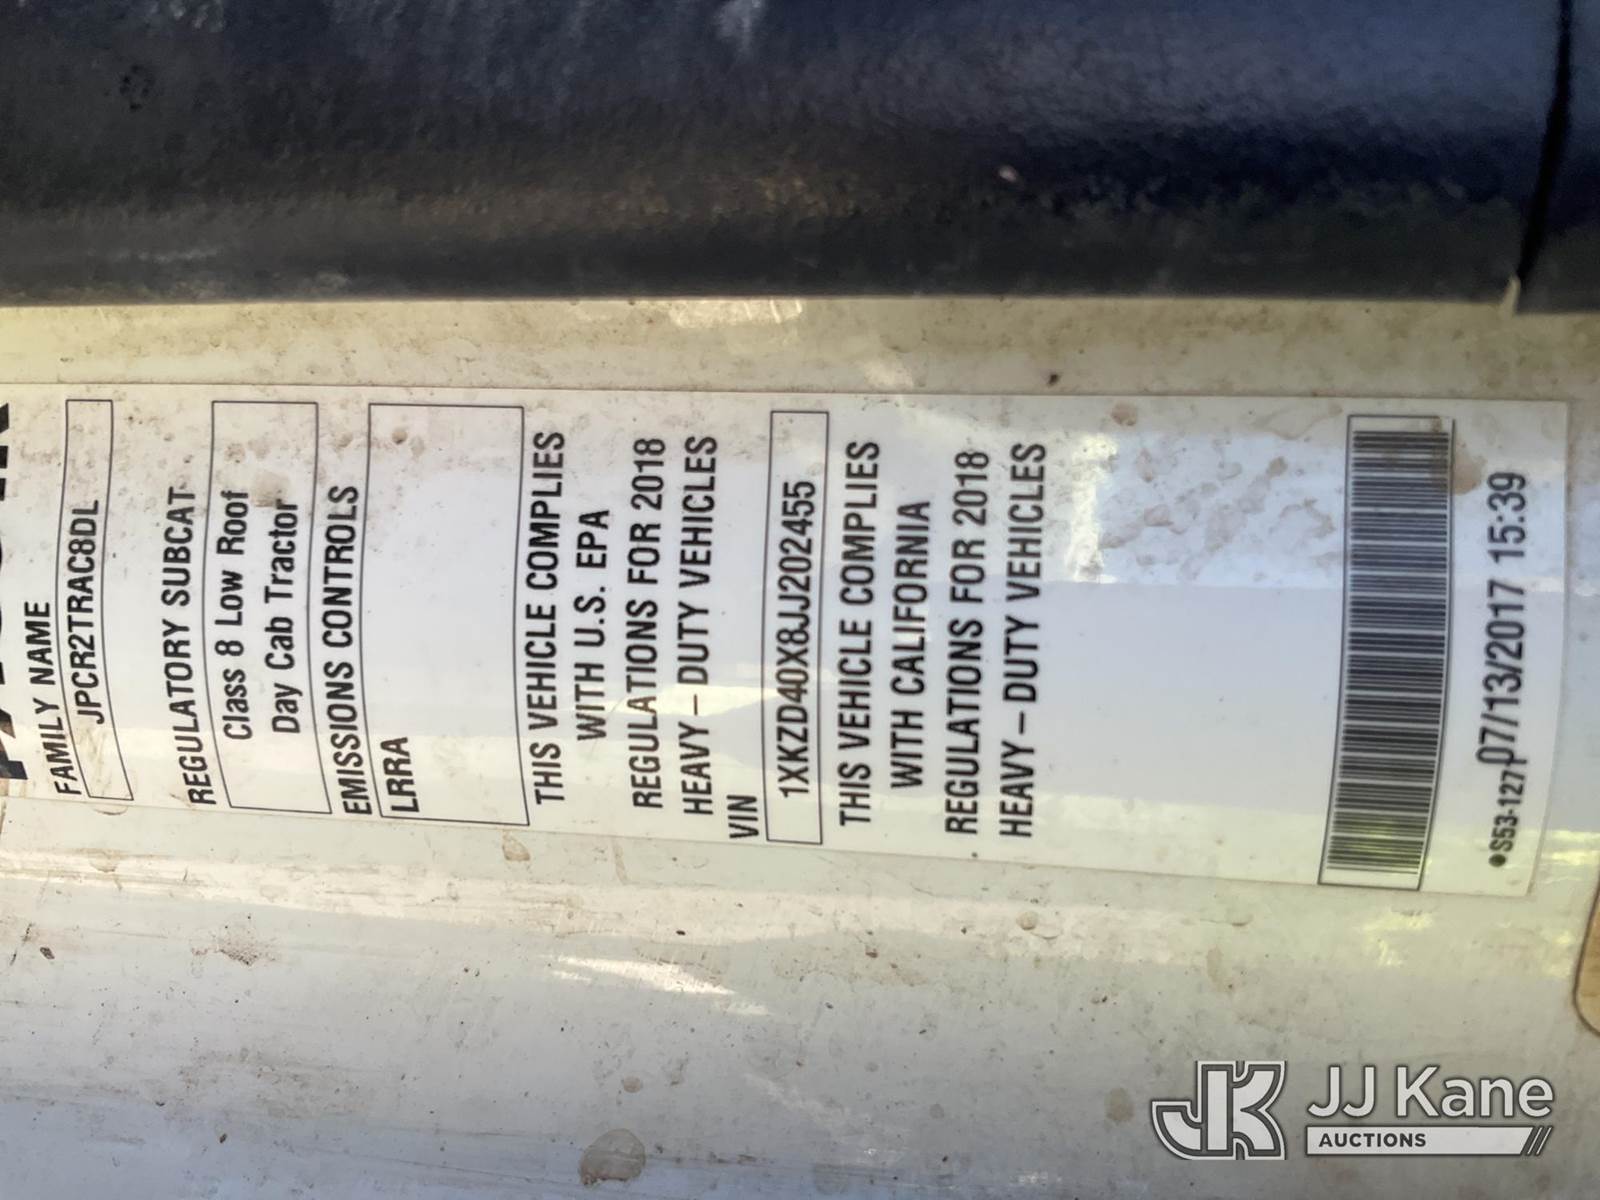 FAMILY NAME
JPCR2TRAC8DL
REGULATORY SUBCAT
Class 8 Low Roof
Day Cab Tractor
EMISSIONS CONTROLS
LRRA
THIS VEHICLE COMPLIES
WITH U.S. EPA
REGULATIONS FOR 2018
HEAVY – DUTY VEHICLES
VIN
1XKZD40X8JJ202455
THIS VEHICLE COMPLIES
WITH CALIFORNIA
REGULATIONS FOR 2018
HEAVY – DUTY VEHICLES
●S53-1271 07/13/2017 15:39
JK JJ Kane
AUCTIONS